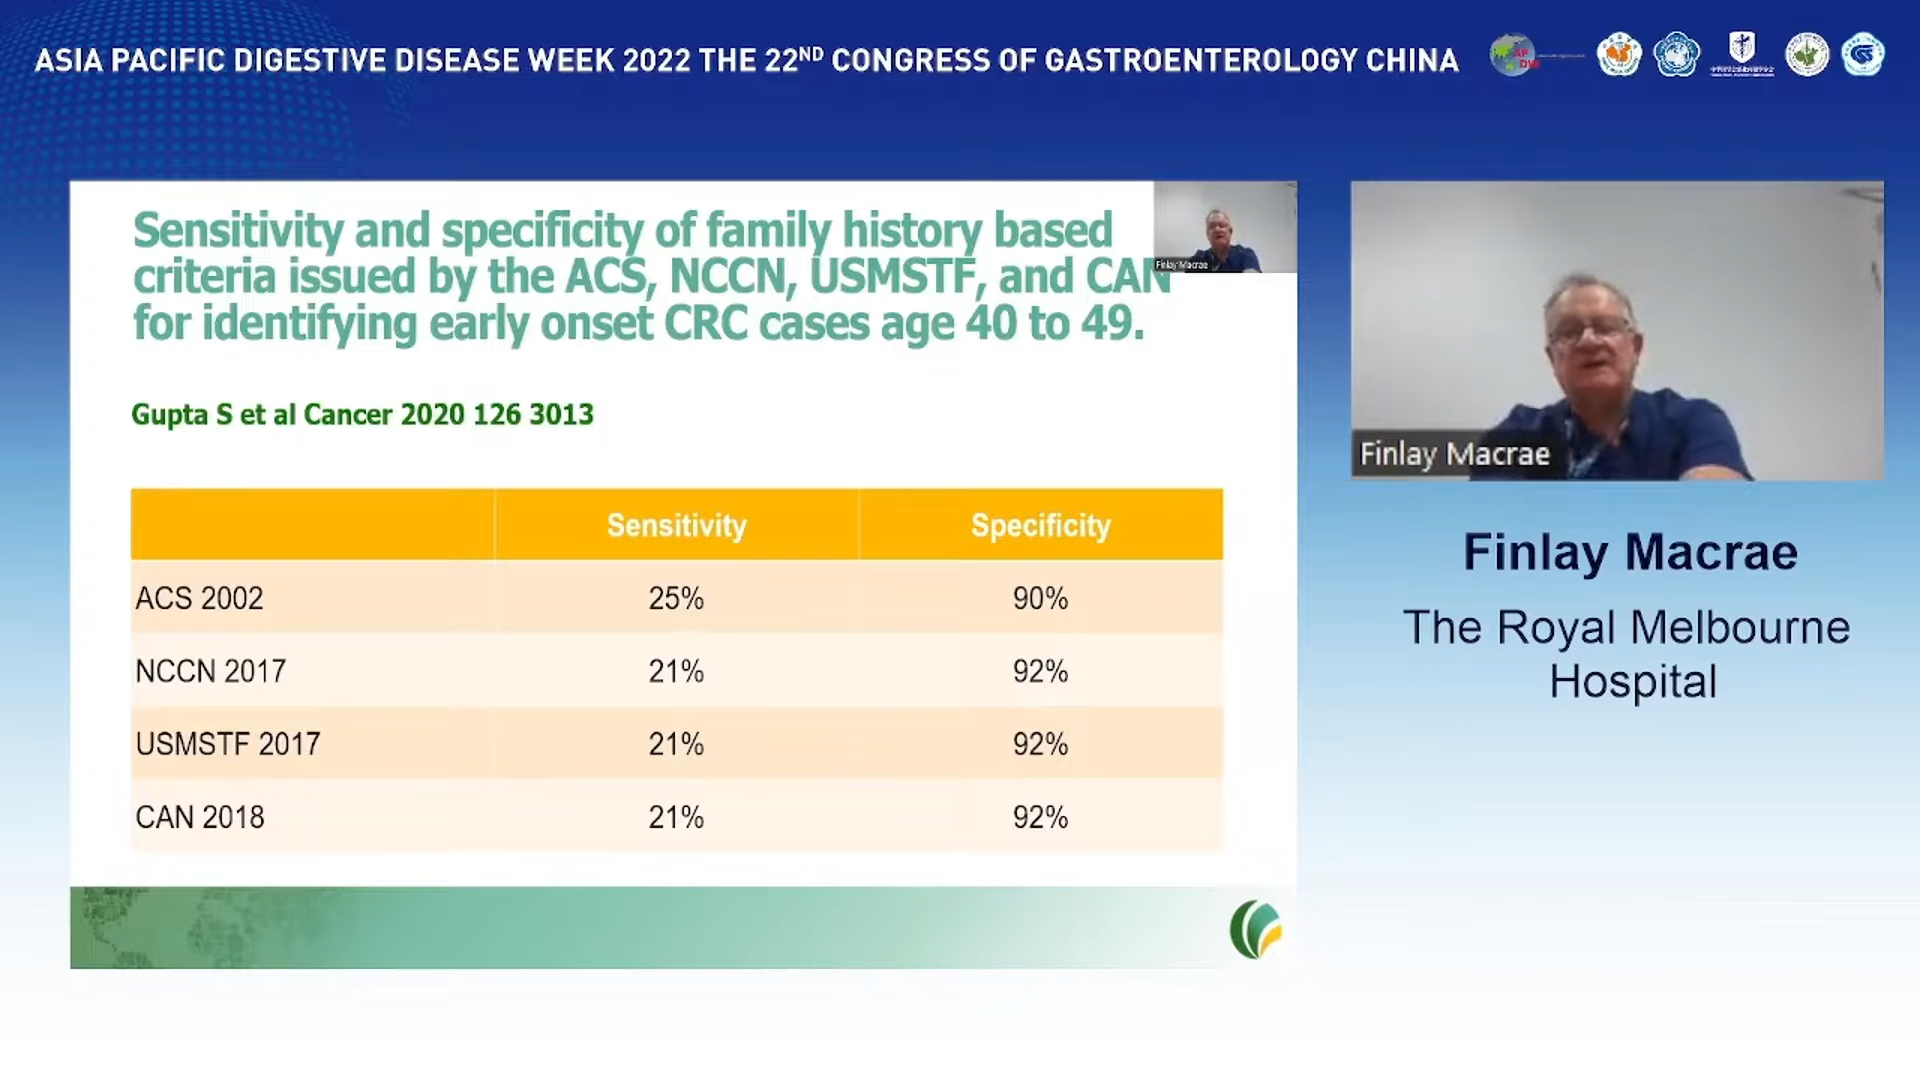 ASIA PACIFIC DIGESTIVE DISEASE WEEK 2022 THE 22ND CONGRESS OF GASTROENTEROLOGY CHINA
Sensitivity and specificity of family history based
criteria issued by the ACS, NCCN, USMSTF, and CAN
for identifying early onset CRC cases age 40 to 49.
Finlay Macrae
Gupta S et al Cancer 2020 126 3013
Sensitivity Specificity
ACS 2002 25% 90%
NCCN 2017 21% 92%
USMSTF 2017 21% 92%
CAN 2018 21% 92%
Finlay Macrae
Finlay Macrae
The Royal Melbourne
Hospital